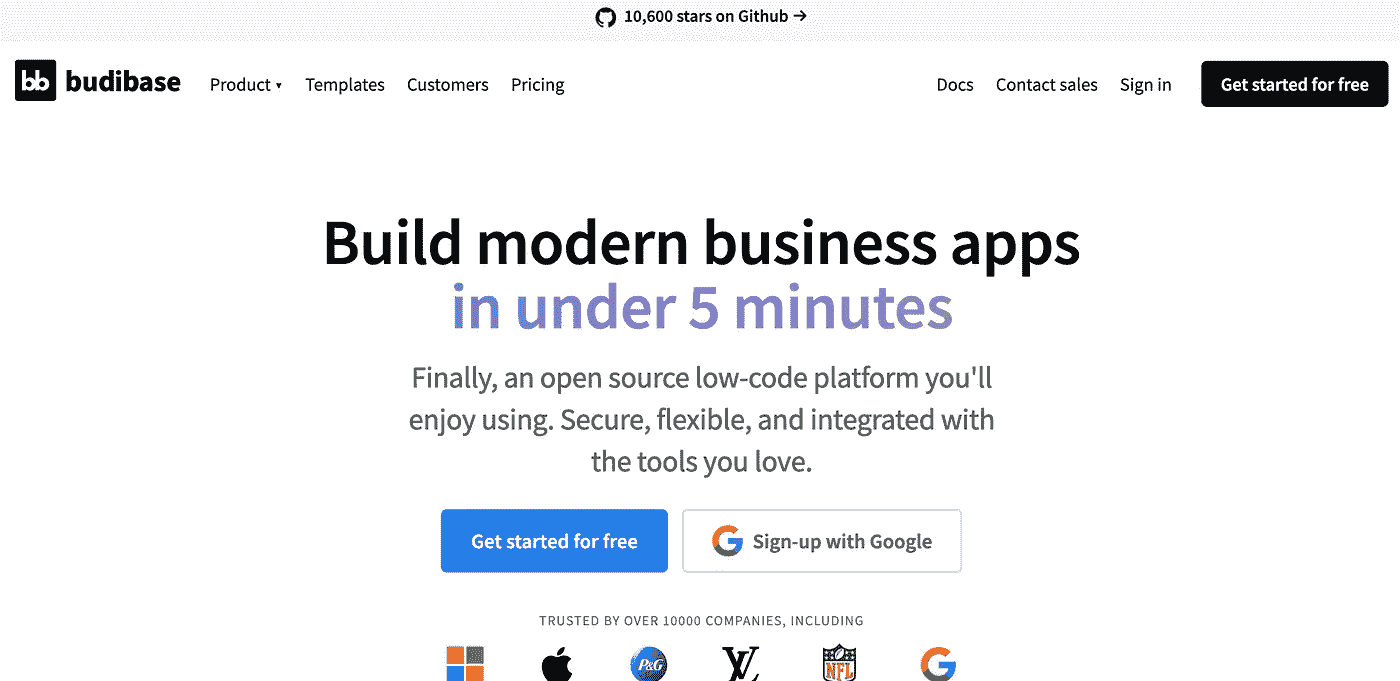 10,600 stars on Github →
bb budibase Product ▾ Templates Customers Pricing Docs Contact sales Sign in Get started for free
Build modern business apps
in under 5 minutes
Finally, an open source low-code platform you'll
enjoy using. Secure, flexible, and integrated with
the tools you love.
Get started for free G Sign-up with Google
TRUSTED BY OVER 10000 COMPANIES, INCLUDING
P&G LV NFL G